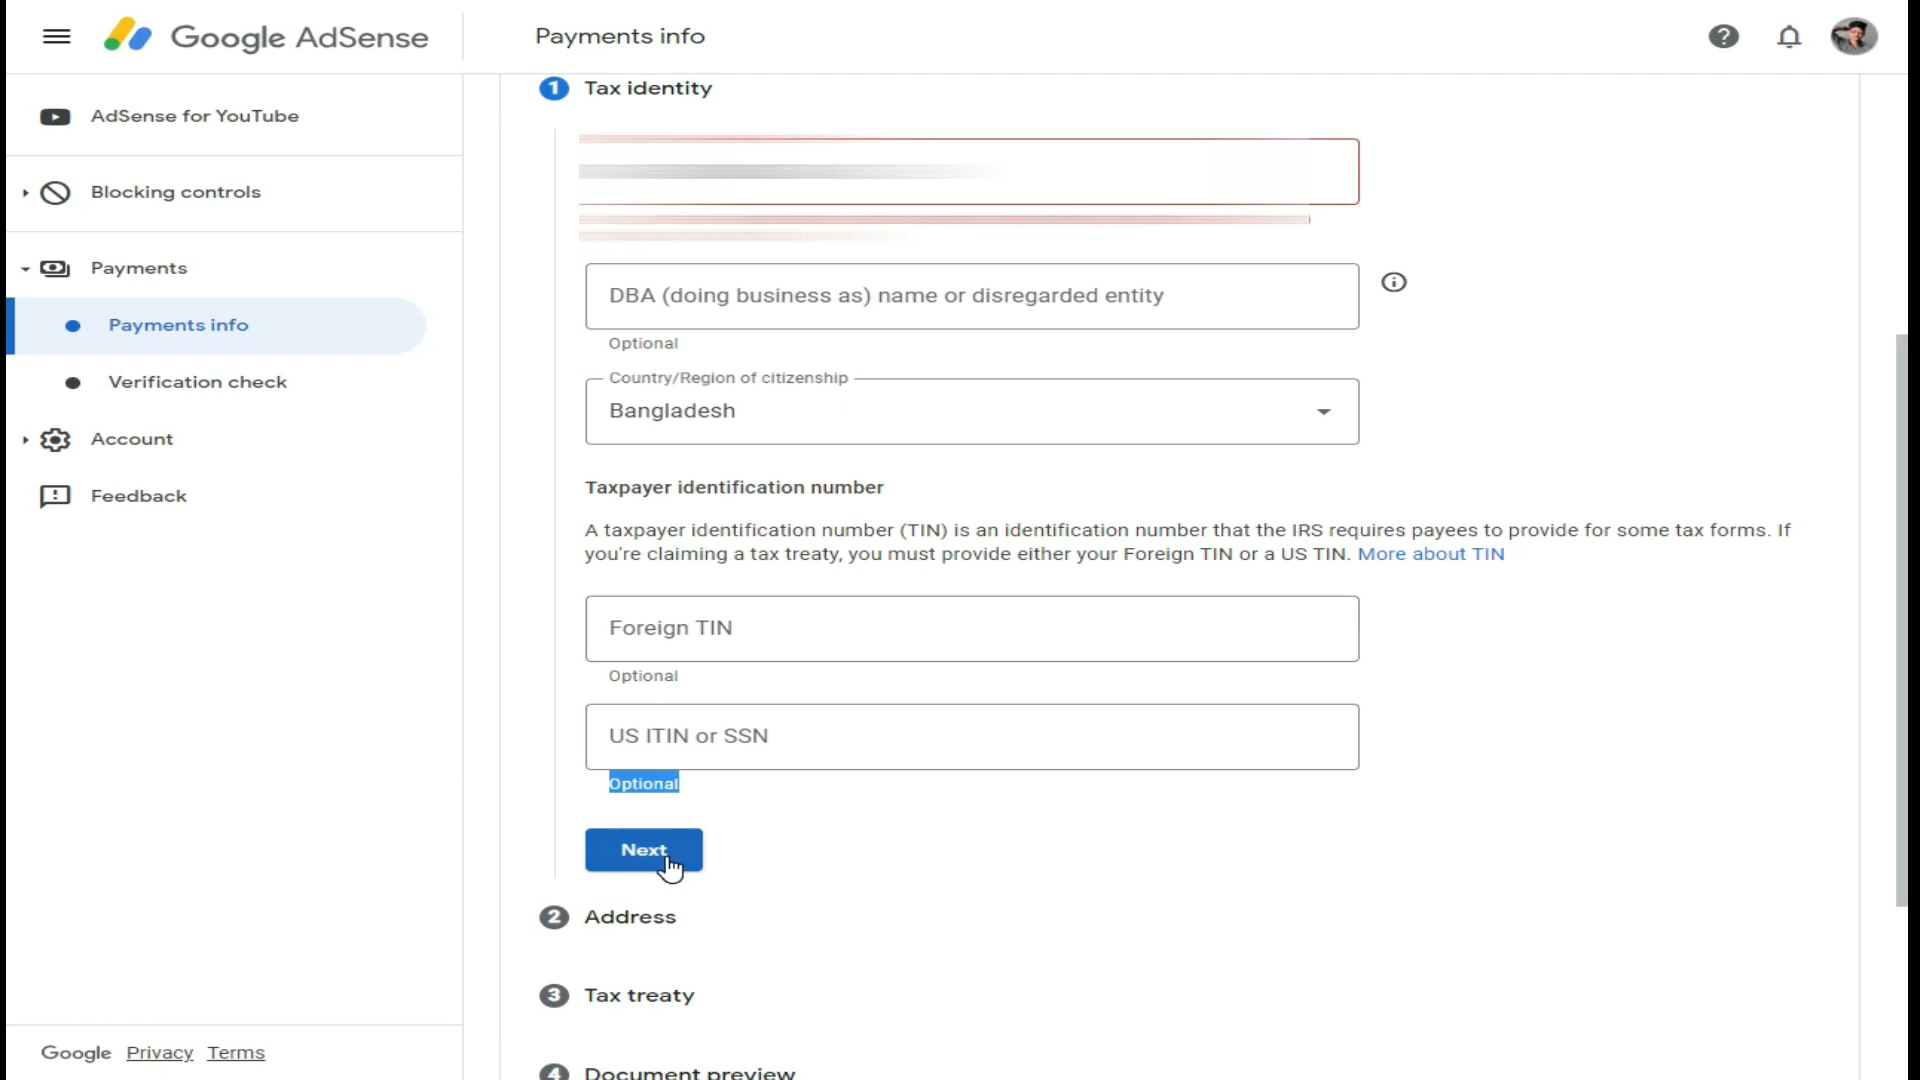 Google AdSense
Payments info
AdSense for YouTube
Blocking controls
Payments
Payments info
Verification check
Account
Feedback
Google Privacy Terms
1 Tax identity
DBA (doing business as) name or disregarded entity
Optional
Country/Region of citizenship
Bangladesh
Taxpayer identification number
A taxpayer identification number (TIN) is an identification number that the IRS requires payees to provide for some tax forms. If
you're claiming a tax treaty, you must provide either your Foreign TIN or a US TIN. More about TIN
Foreign TIN
Optional
US ITIN or SSN
Optional
Next
2 Address
3 Tax treaty
4 Document preview